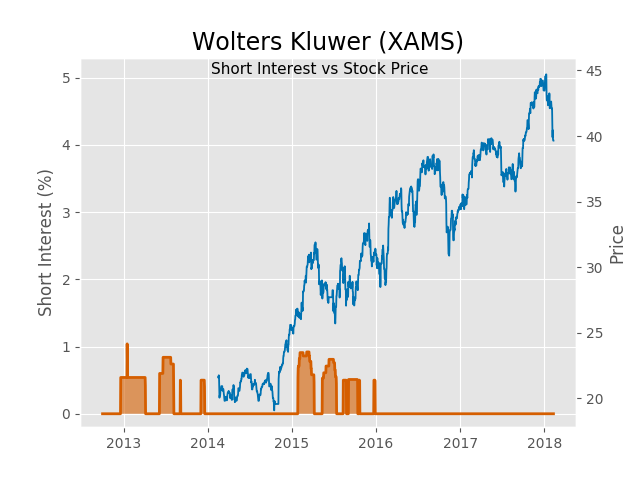 Wolters Kluwer (XAMS)
Short Interest vs Stock Price
Short Interest (%)
5
4
3
2
1
0
45
40
35
30
25
20
Price
2013 2014 2015 2016 2017 2018